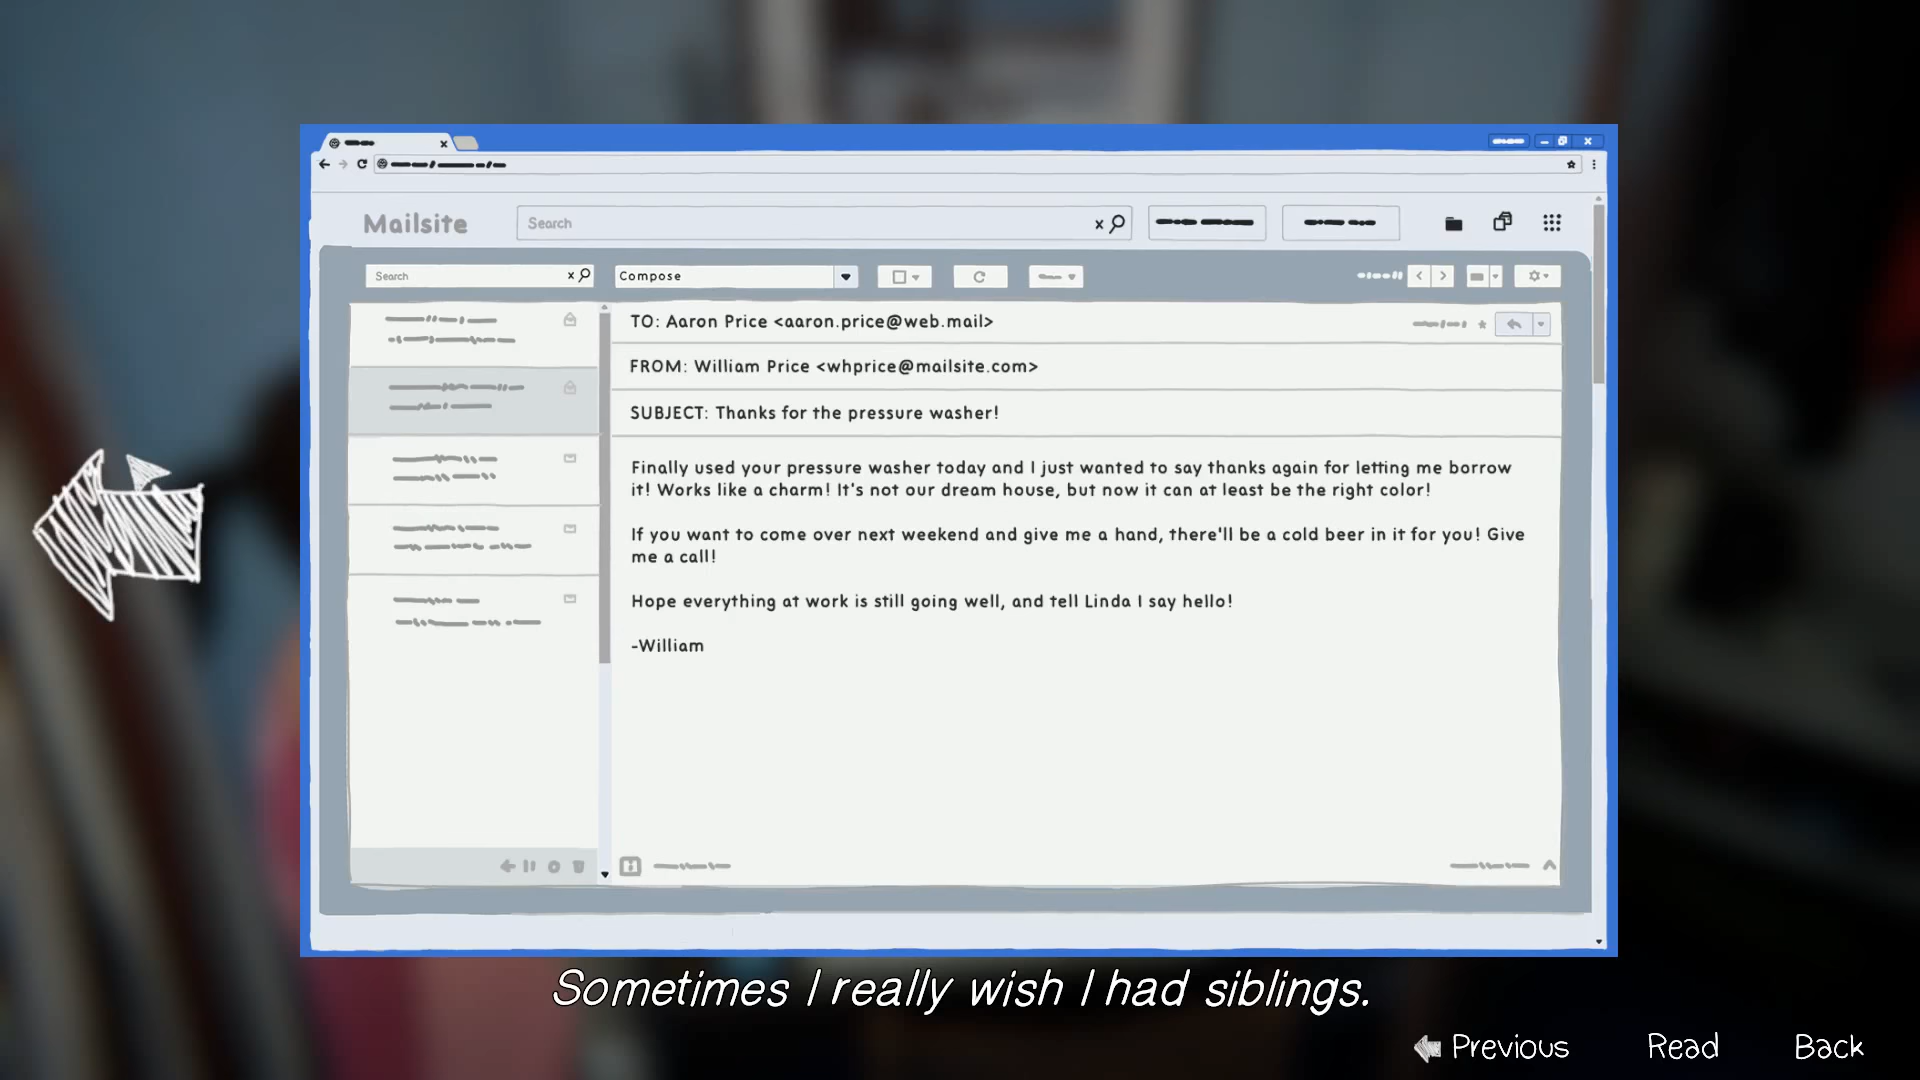 Mailsite
Search
x
Search
x
Compose
TO: Aaron Price <aaron.price@web.mail>
FROM: William Price <whprice@mailsite.com>
SUBJECT: Thanks for the pressure washer!
Finally used your pressure washer today and I just wanted to say thanks again for letting me borrow
it! Works like a charm! It's not our dream house, but now it can at least be the right color!
If you want to come over next weekend and give me a hand, there'll be a cold beer in it for you! Give
me a call!
Hope everything at work is still going well, and tell Linda I say hello!
-William
Sometimes I really wish I had siblings.
Previous
Read
Back